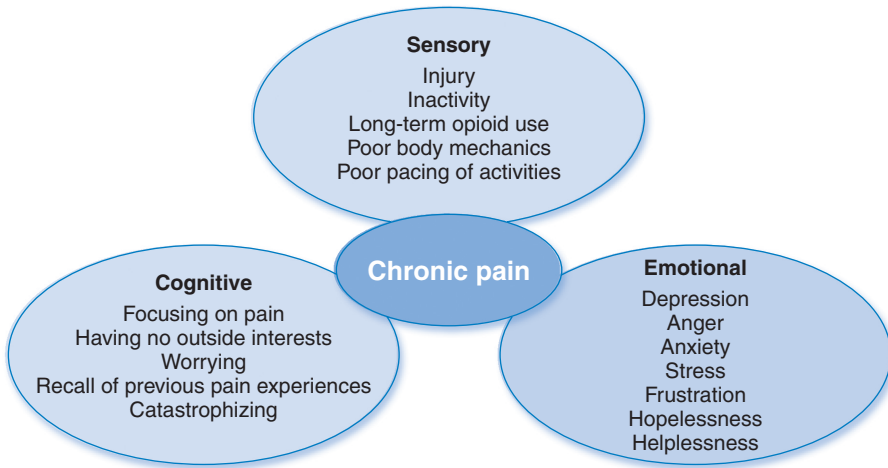 Sensory
Injury
Inactivity
Long-term opioid use
Poor body mechanics
Poor pacing of activities
Chronic pain
Cognitive
Focusing on pain
Having no outside interests
Worrying
Recall of previous pain experiences
Catastrophizing
Emotional
Depression
Anger
Anxiety
Stress
Frustration
Hopelessness
Helplessness